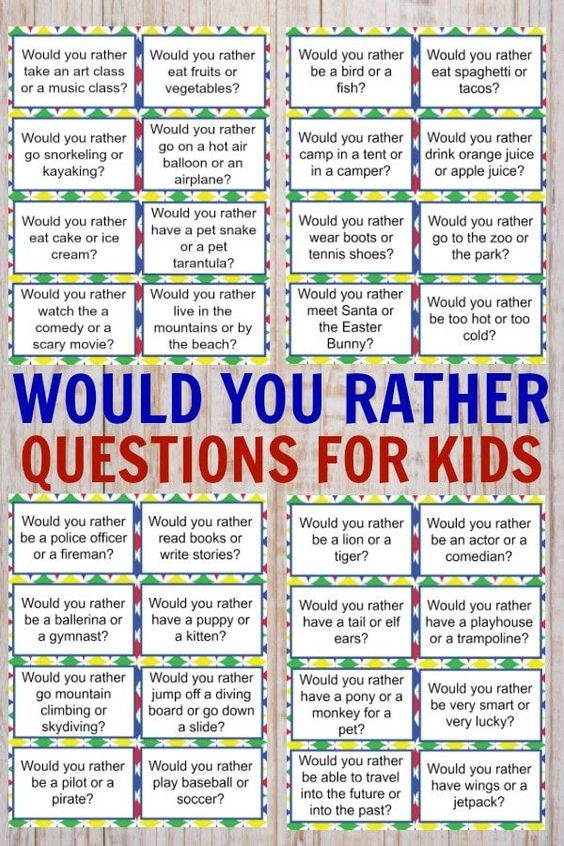 Would you rather
take an art class
or a music class?
Would you rather
eat fruits or
vegetables?
Would you rather
go snorkeling or
kayaking?
Would you rather
go on a hot air
balloon or an
airplane?
Would you rather
eat cake or ice
cream?
Would you rather
have a pet snake
or a pet
tarantula?
Would you rather
watch the a
comedy or a
scary movie?
Would you rather
live in the
mountains or by
the beach?
Would you rather
be a bird or a
fish?
Would you rather
eat spaghetti or
tacos?
Would you rather
camp in a tent or
in a camper?
Would you rather
drink orange juice
or apple juice?
Would you rather
wear boots or
tennis shoes?
Would you rather
go to the zoo or
the park?
Would you rather
meet Santa or
the Easter
Bunny?
Would you rather
be too hot or too
cold?
WOULD YOU RATHER
QUESTIONS FOR KIDS
Would you rather
be a police officer
or a fireman?
Would you rather
read books or
write stories?
Would you rather
be a ballerina or
a gymnast?
Would you rather
have a puppy or
a kitten?
Would you rather
go mountain
climbing or
skydiving?
Would you rather
jump off a diving
board or go down
a slide?
Would you rather
be a pilot or a
pirate?
Would you rather
play baseball or
soccer?
Would you rather
be a lion or a
tiger?
Would you rather
be an actor or a
comedian?
Would you rather
have a tail or elf
ears?
Would you rather
have a playhouse
or a trampoline?
Would you rather
have a pony or a
monkey for a
pet?
Would you rather
be very smart or
very lucky?
Would you rather
be able to travel
into the future or
into the past?
Would you rather
have wings or a
jetpack?